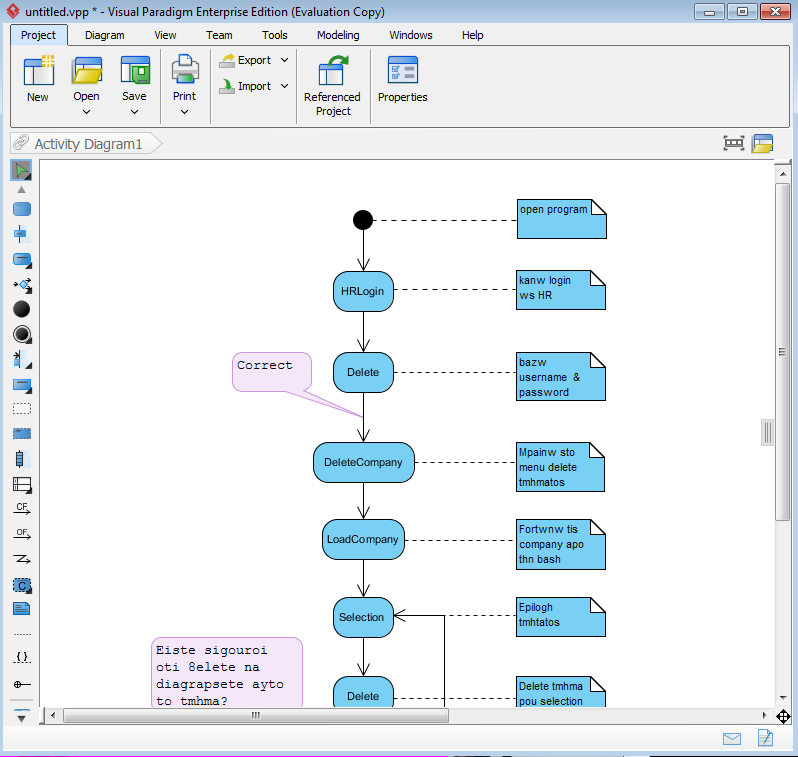 untitled.vpp * - Visual Paradigm Enterprise Edition (Evaluation Copy)
Project Diagram View Team Tools Modeling Windows Help
New
Open
Save
Print
Export
Import
Referenced
Project
Properties
Activity Diagram1
open program
HRLogin
kanw login
ws HR
Correct
Delete
bazw
username &
password
DeleteCompany
Mpainw sto
menu delete
tmhmatos
LoadCompany
Fortwnw tis
company apo
thn bash
Selection
Epilogh
tmhtatos
Eiste sigouroi
oti 8elete na
diagrapsete ayto
to tmhma?
Delete
Delete tmhma
pou selection
CF
OF
C
{}